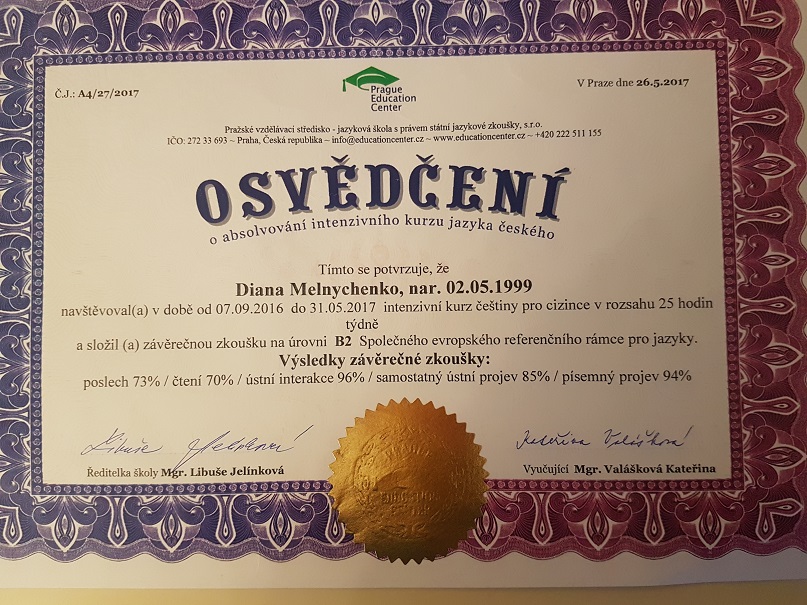 Č.J.: A4/27/2017
Prague
Education
Center
V Praze dne 26.5.2017
Pražské vzdělávací středisko - jazyková škola s právem státní jazykové zkoušky, s.r.o.
IČO: 272 33 693 ~ Praha, Česká republika ~ info@educationcenter.cz ~ www.educationcenter.cz ~ +420 222 511 155
OSVĚDČENÍ
o absolvování intenzivního kurzu jazyka českého
Tímto se potvrzuje, že
Diana Melnychenko, nar. 02.05.1999
navštěvoval(a) v době od 07.09.2016 do 31.05.2017 intenzivní kurz češtiny pro cizince v rozsahu 25 hodin
týdně
a složil (a) závěrečnou zkoušku na úrovni B2 Společného evropského referenčního rámce pro jazyky.
Výsledky závěrečné zkoušky:
poslech 73% / čtení 70% / ústní interakce 96% / samostatný ústní projev 85% / písemný projev 94%
Libuše Jelínková
Kateřina Valášková
Ředitelka školy Mgr. Libuše Jelínková
Vyučující Mgr. Valášková Kateřina